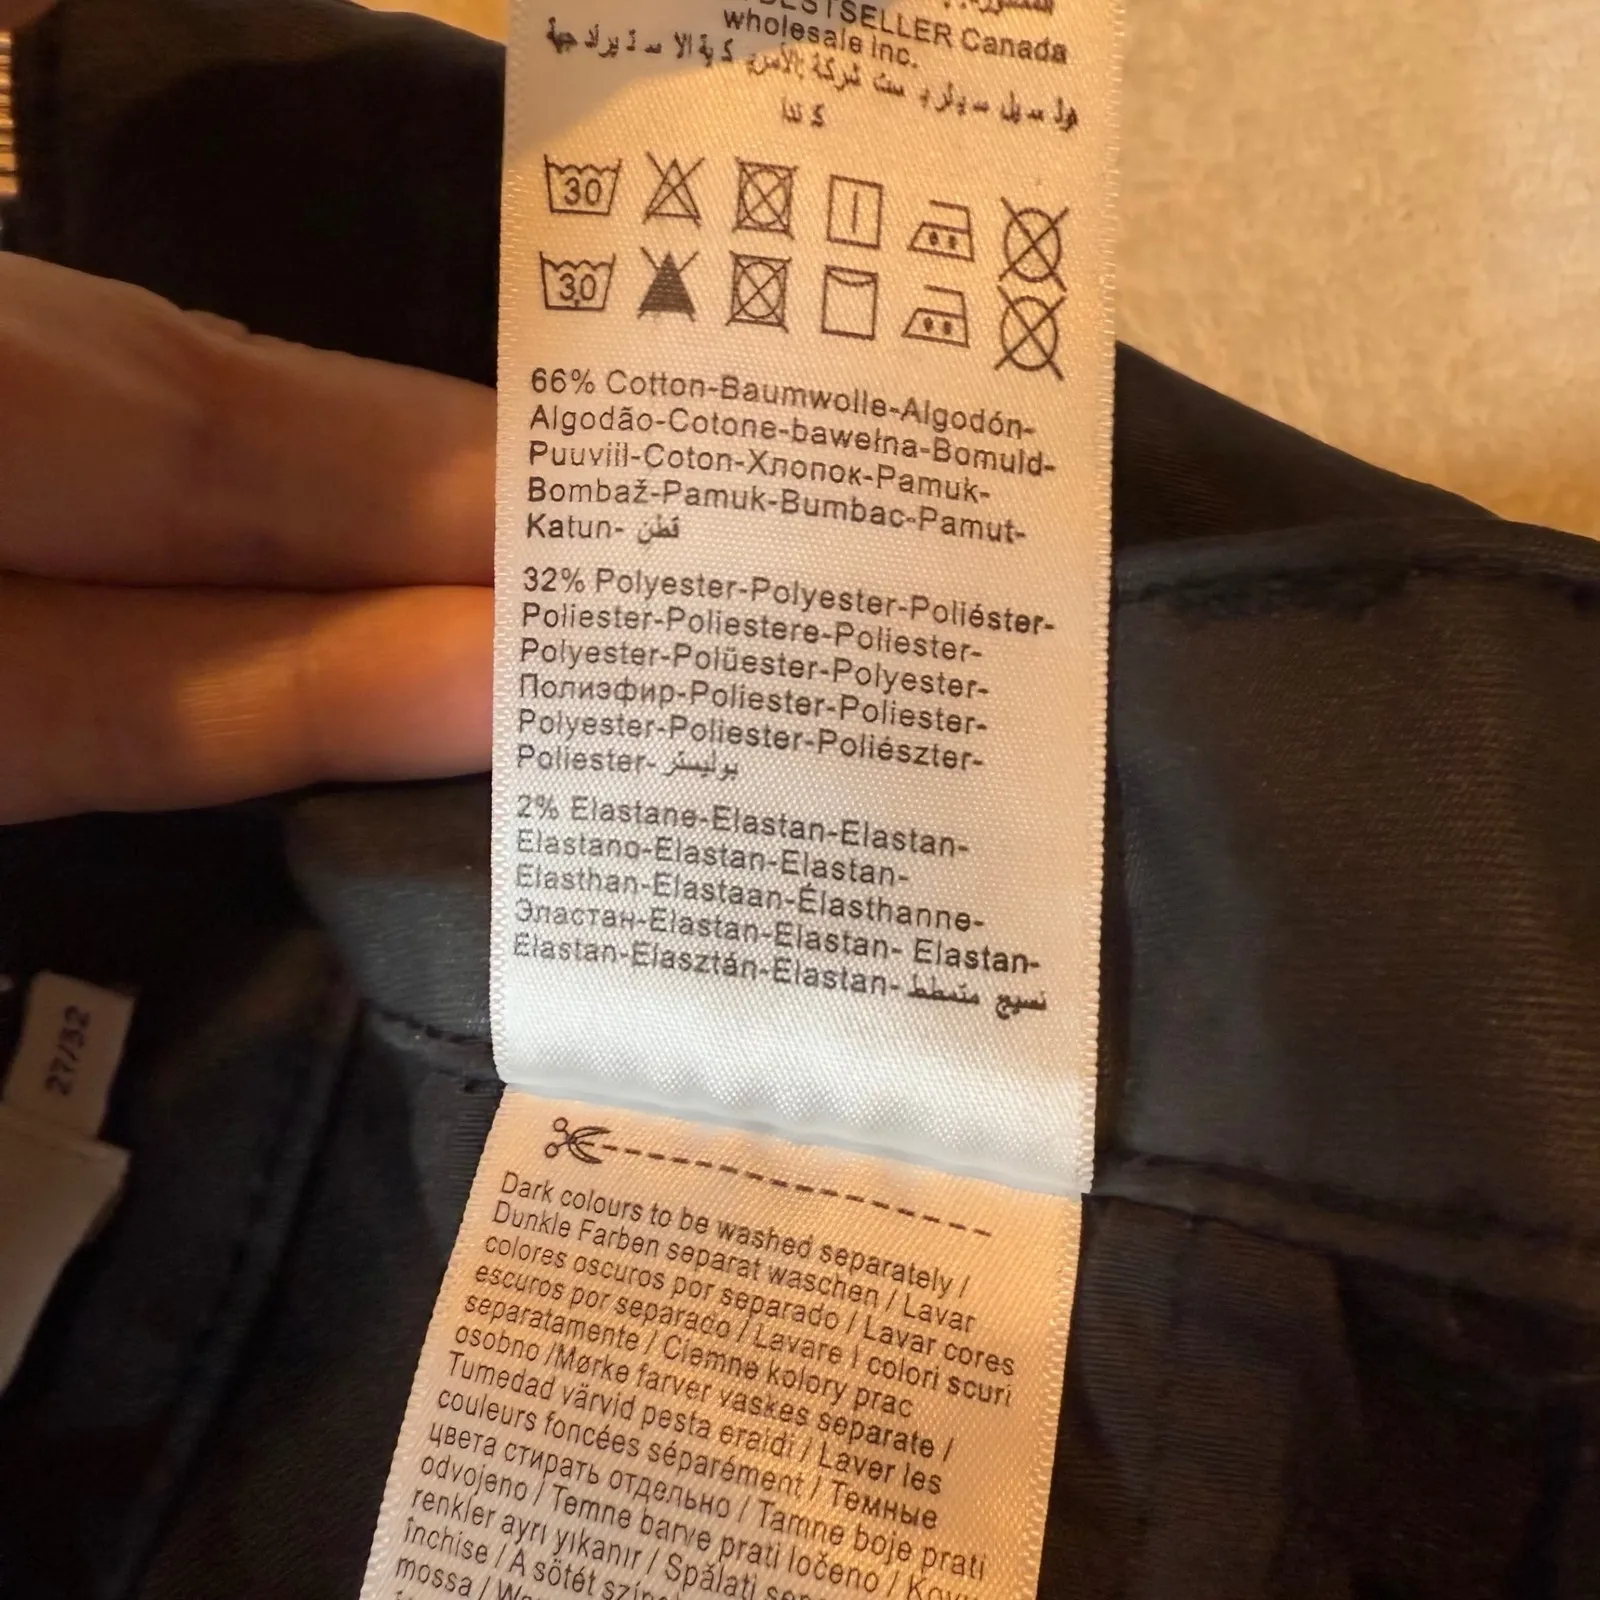 BESTSELLER Canada
wholesale Inc.
30
30
66% Cotton-Baumwolle-Algodón-
Algodão-Cotone-bawełna-Bomuld-
Puuviil-Coton-Хлопок-Pamuk-
Bombaž-Pamuk-Bumbac-Pamut-
Katun- قطن
32% Polyester-Polyester-Poliéster-
Poliester-Poliestere-Poliester-
Polyester-Polüester-Polyester-
Полиэфир-Poliester-Poliester-
Polyester-Poliester-Poliészter-
Poliester- بوليستر
2% Elastane-Elastan-Elastan-
Elastano-Elastan-Elastan-
Elasthan-Elastaan-Élasthanne-
Эластан-Elastan-Elastan- Elastan-
Elastan-Elasztán-Elastan- نسيج متمطط
27/32
Dark colours to be washed separately /
Dunkle Farben separat waschen / Lavar
colores oscuros por separado / Lavar cores
escuros por separado / Lavare i colori scuri
separatamente / Ciemne kolory prac
osobno /Mørke farver vaskes separate /
Tumedad värvid pesta eraldi / Laver les
couleurs foncées séparément / Темные
цвета стирать отдельно / Tamne boje prati
odvojeno / Temne barve prati ločeno /
renkler ayrı yıkanır / Spălați
închise / A sötét
mossa /